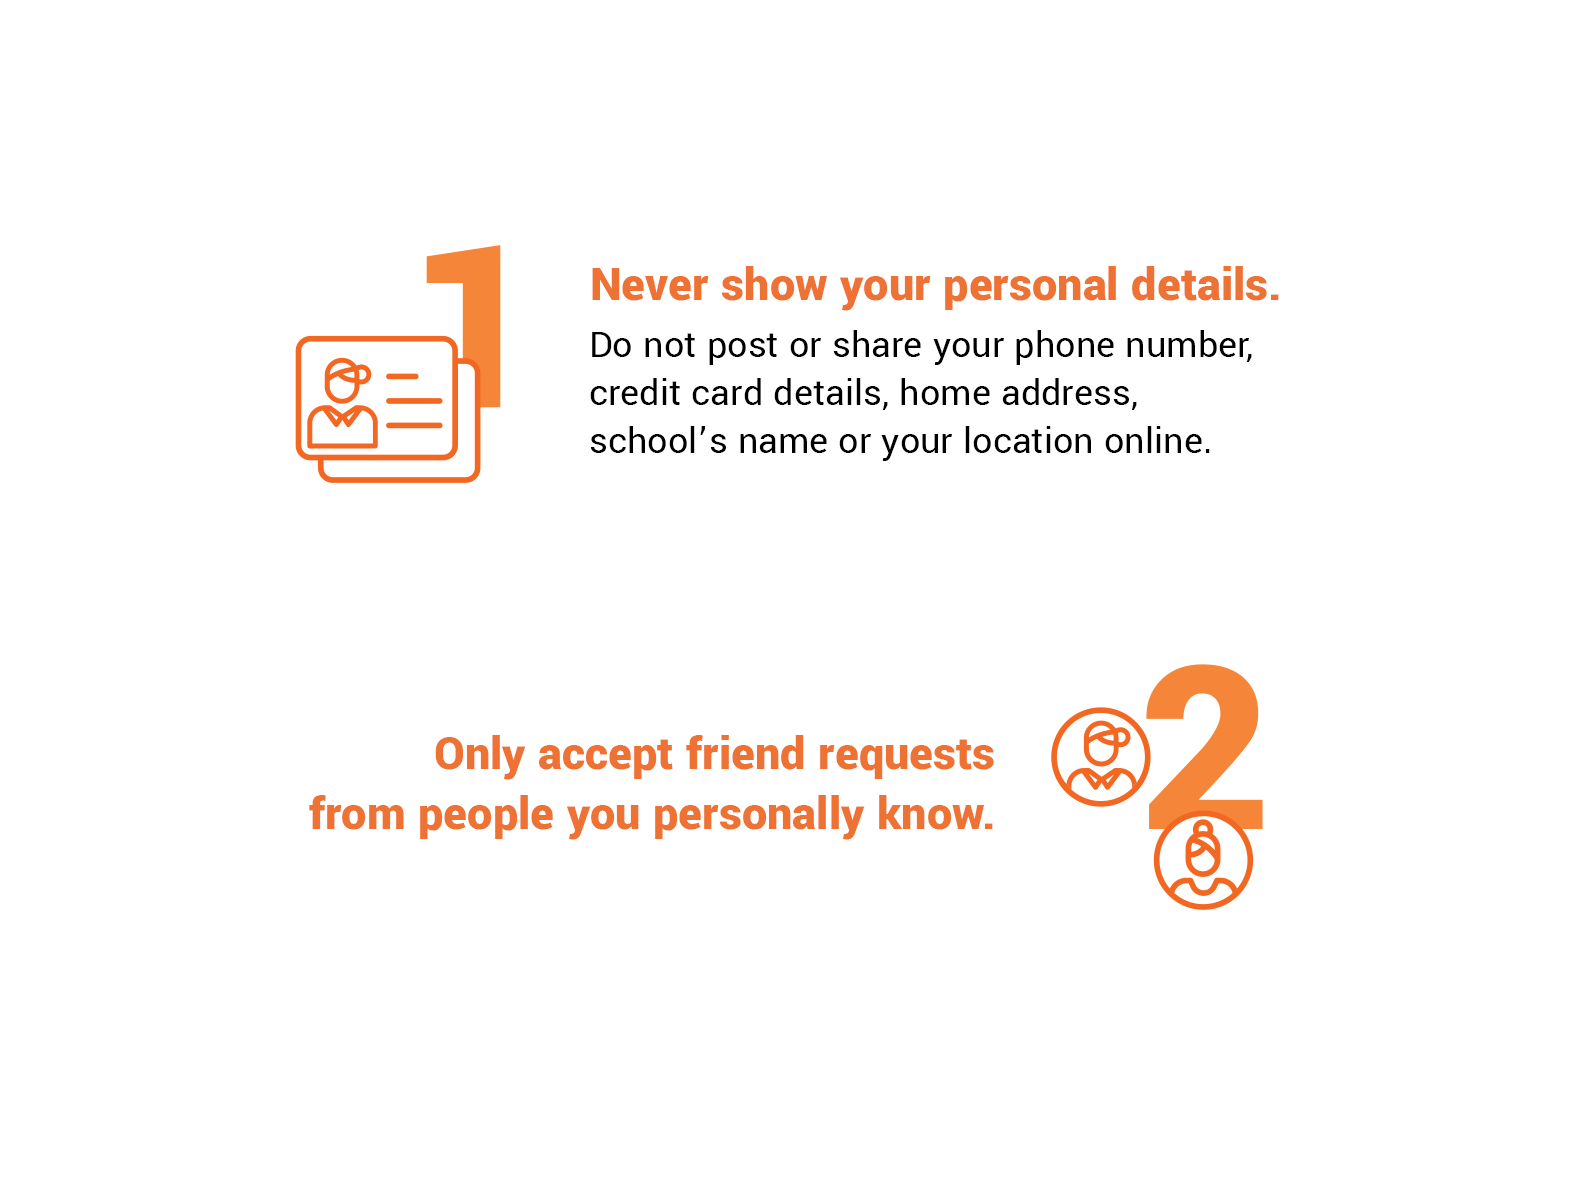 1
Never show your personal details.
Do not post or share your phone number,
credit card details, home address,
school’s name or your location online.
2
Only accept friend requests
from people you personally know.